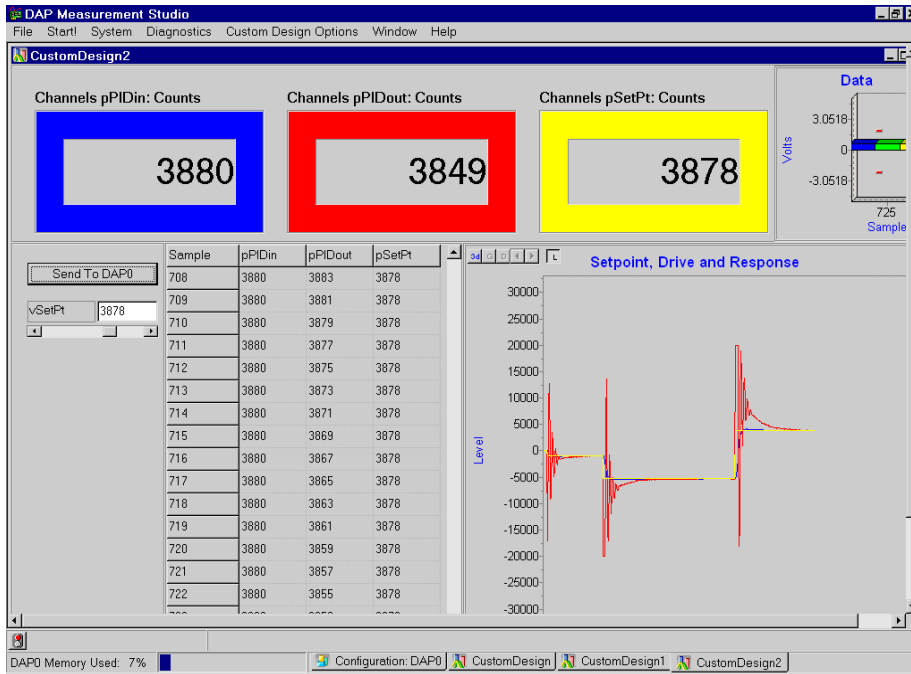 DAP Measurement Studio
File Start! System Diagnostics Custom Design Options Window Help
CustomDesign2
Channels pPIDin: Counts
Channels pPIDout: Counts
Channels pSetPt: Counts
3880
3849
3878
Data
Volts
3.0518
0
-3.0518
725
Sample
Send To DAP0
vSetPt 3878
Sample pPIDin pPIDout pSetPt
708 3880 3883 3878
709 3880 3881 3878
710 3880 3879 3878
711 3880 3877 3878
712 3880 3875 3878
713 3880 3873 3878
714 3880 3871 3878
715 3880 3869 3878
716 3880 3867 3878
717 3880 3865 3878
718 3880 3863 3878
719 3880 3861 3878
720 3880 3859 3878
721 3880 3857 3878
722 3880 3855 3878
3d G D L
Setpoint, Drive and Response
Level
30000
25000
20000
15000
10000
5000
0
-5000
-10000
-15000
-20000
-25000
-30000
DAP0 Memory Used: 7%
Configuration: DAP0
CustomDesign
CustomDesign1
CustomDesign2